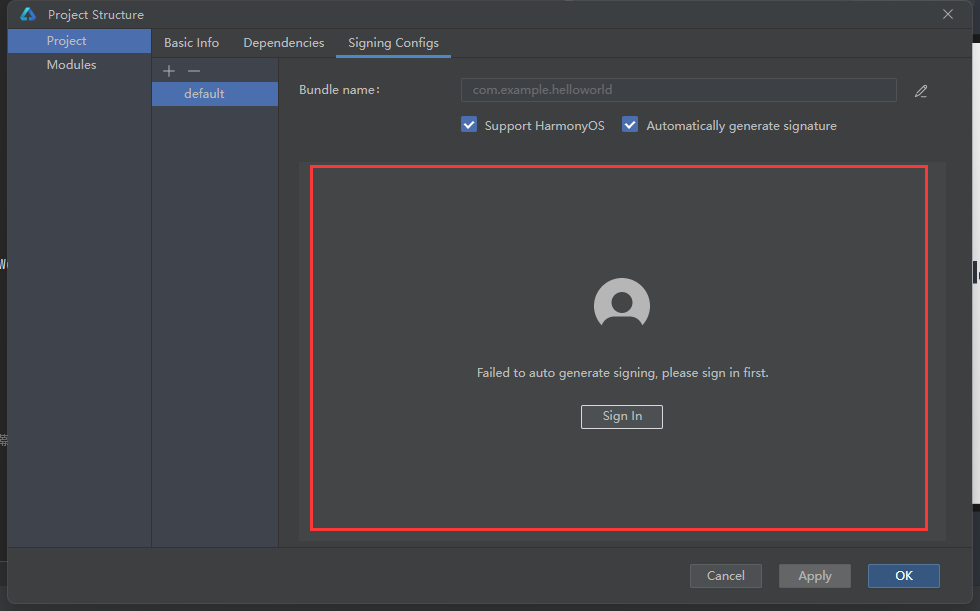 Project Structure
Project
Modules
Basic Info Dependencies Signing Configs
default
Bundle name:
com.example.helloworld
Support HarmonyOS Automatically generate signature
Failed to auto generate signing, please sign in first.
Sign In
Cancel Apply OK